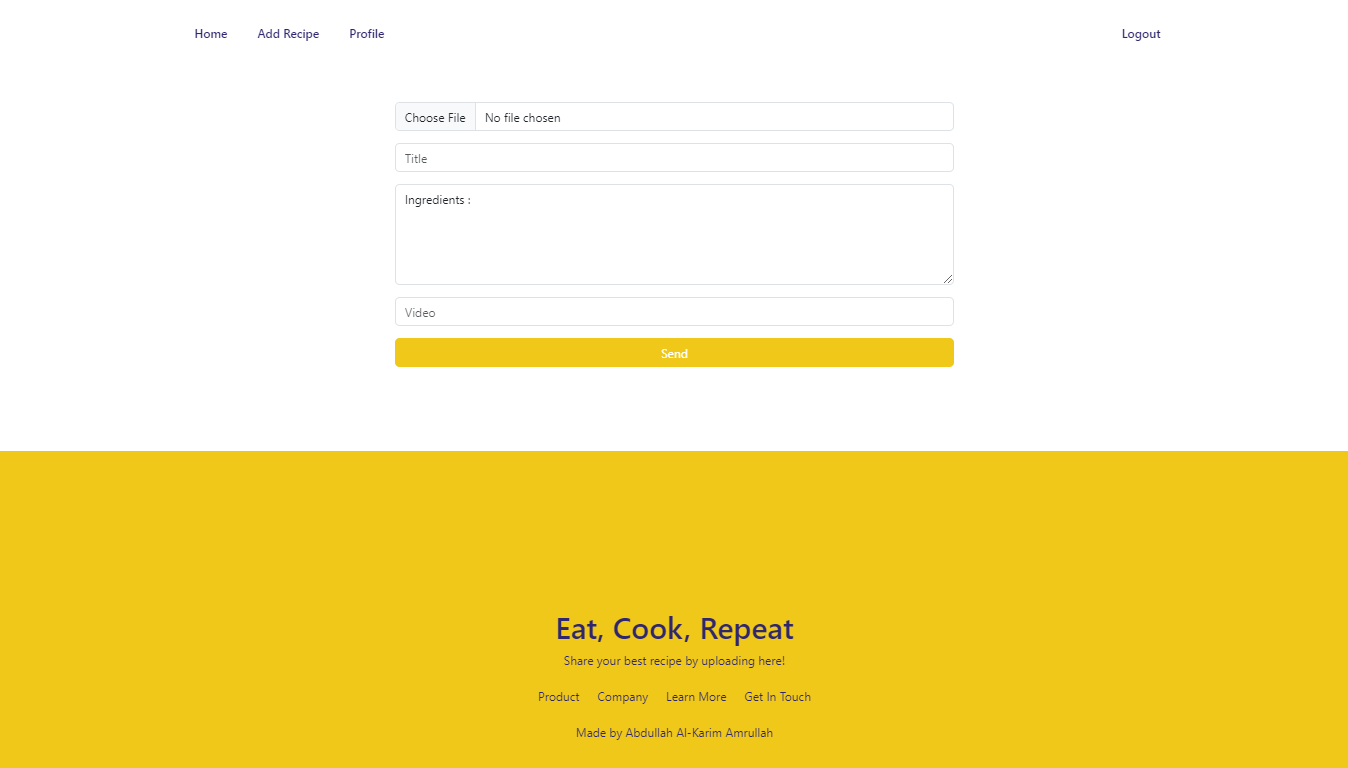 Home Add Recipe Profile Logout
Choose File No file chosen
Title
Ingredients :
Video
Send
Eat, Cook, Repeat
Share your best recipe by uploading here!
Product Company Learn More Get In Touch
Made by Abdullah Al-Karim Amrullah